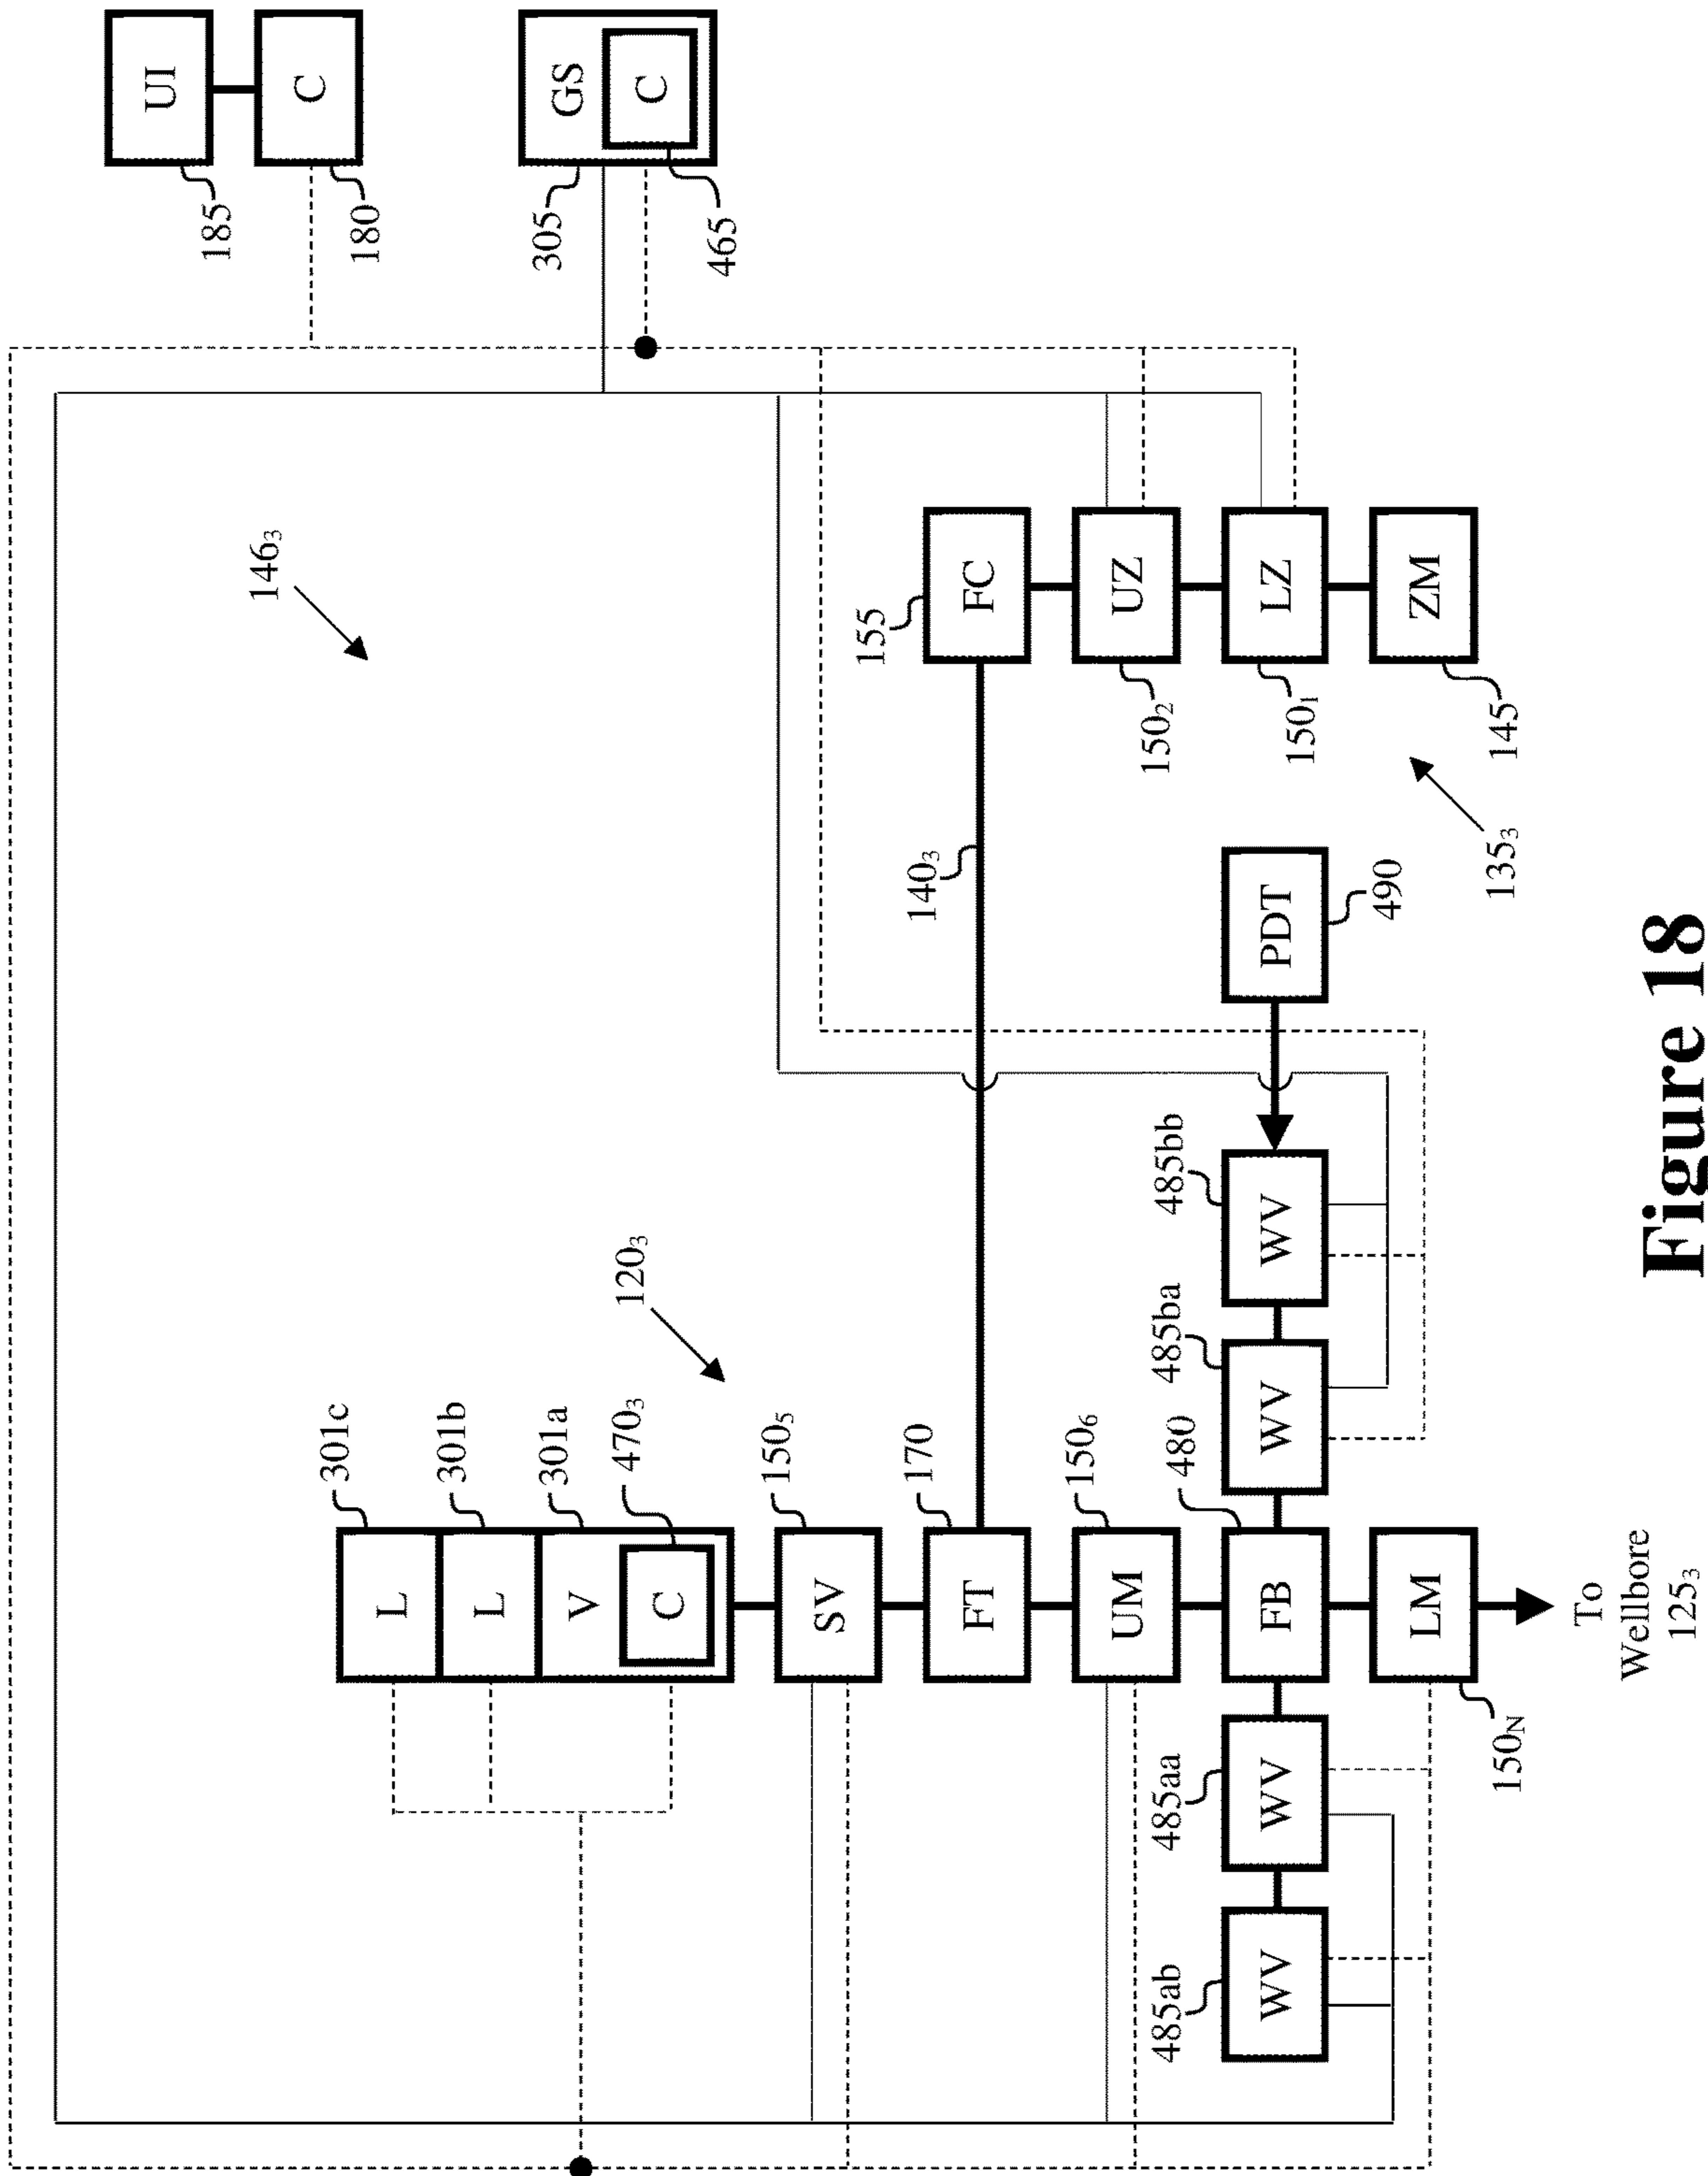 146₃
UI
185
C
180
GS
305
C
465
301c
L
301b
L
301a
V
470₃
C
120₃
150₅
SV
170
FT
140₃
155
FC
150₆
UM
150₂
UZ
485ab
WV
485aa
WV
480
FB
485ba
WV
485bb
WV
PDT
490
150₁
LZ
150ɴ
LM
145
ZM
135₃
To
Wellbore
125₃
Figure 18